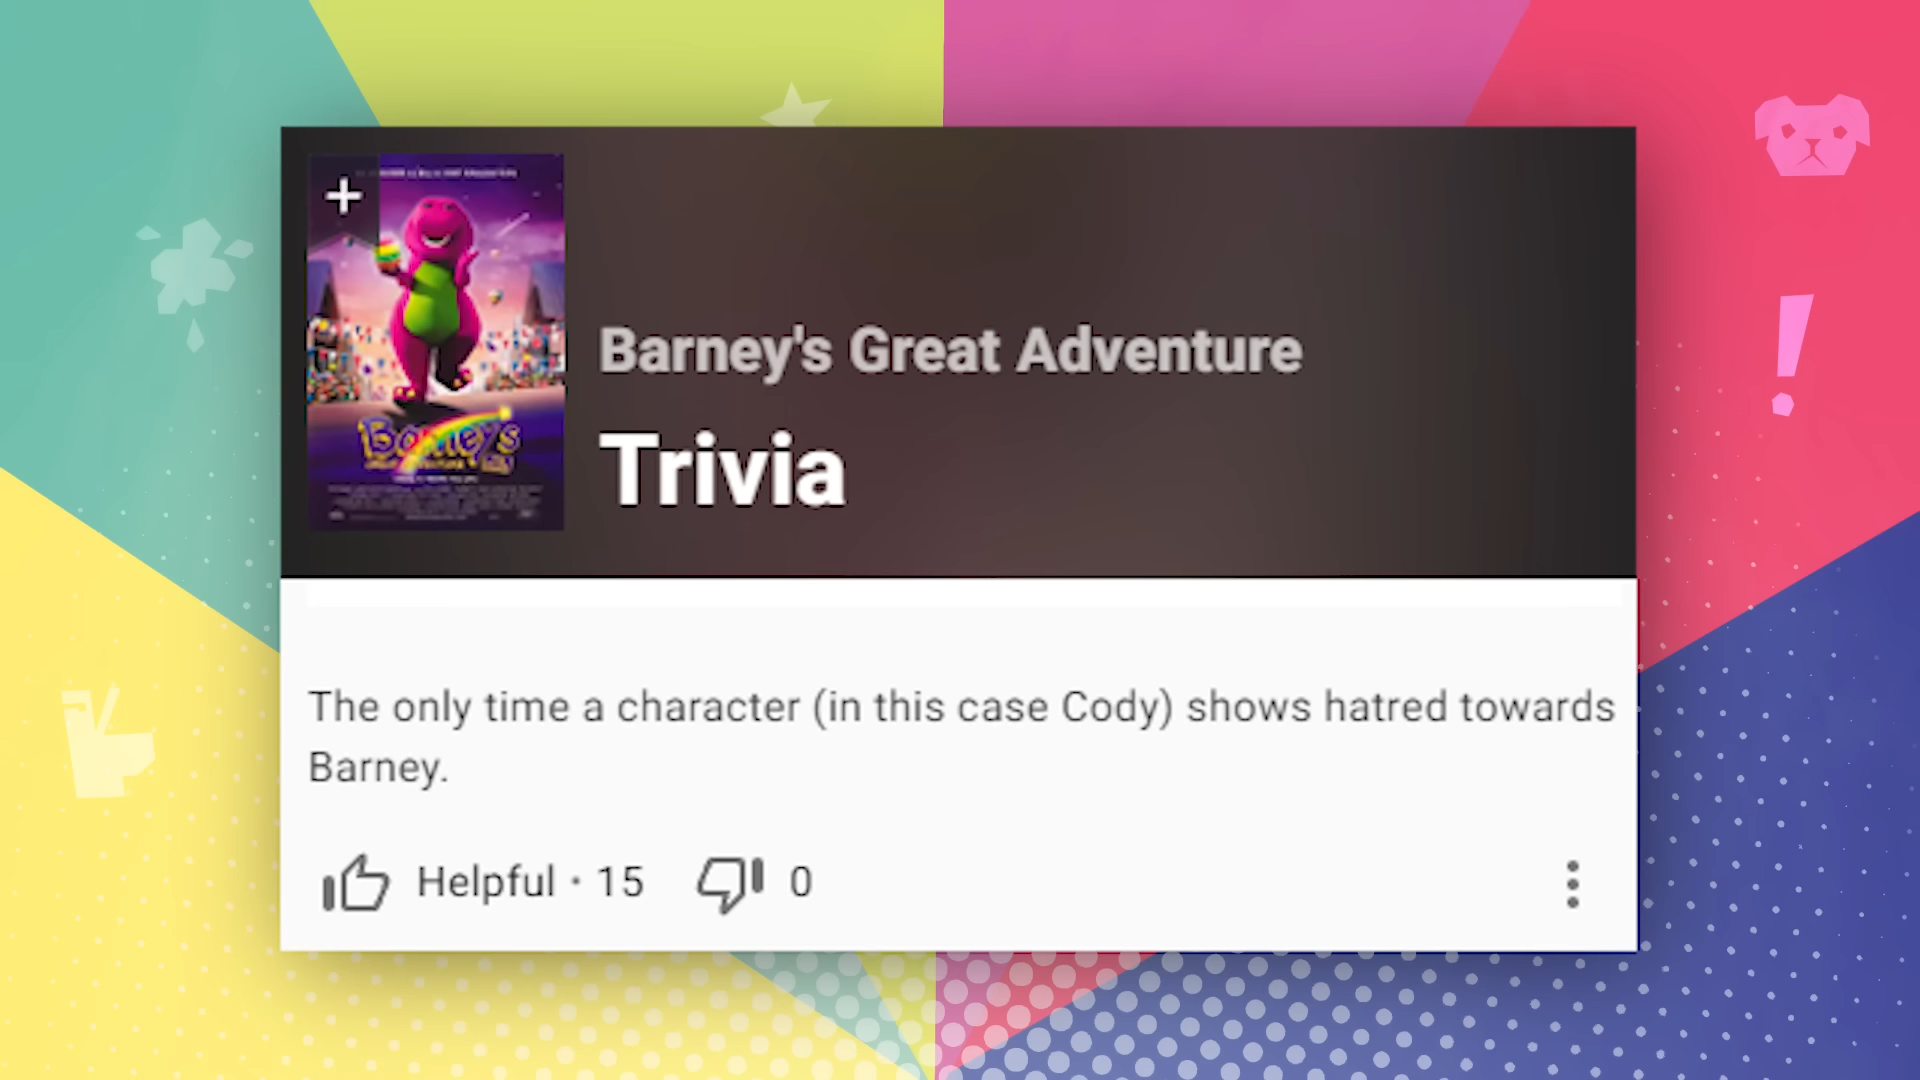 Barney's
Barney's Great Adventure
Trivia
The only time a character (in this case Cody) shows hatred towards
Barney.
Helpful · 15 0